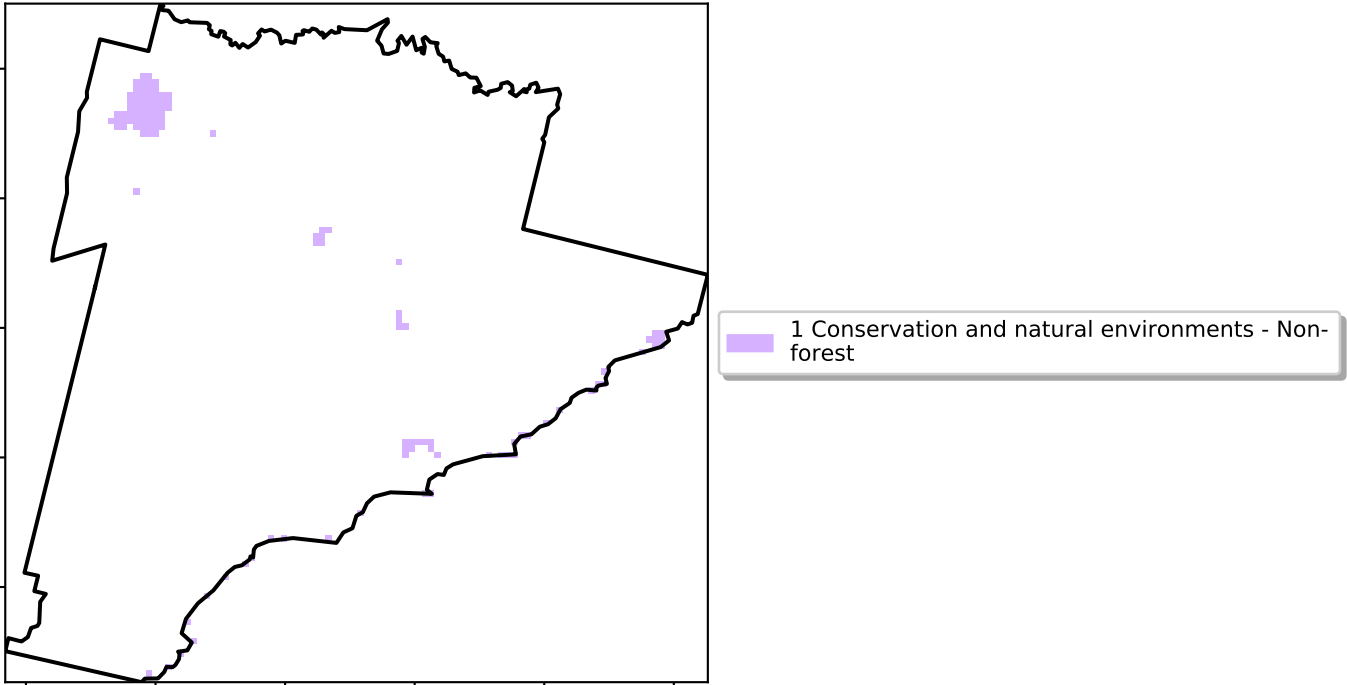 1 Conservation and natural environments - Non-
forest